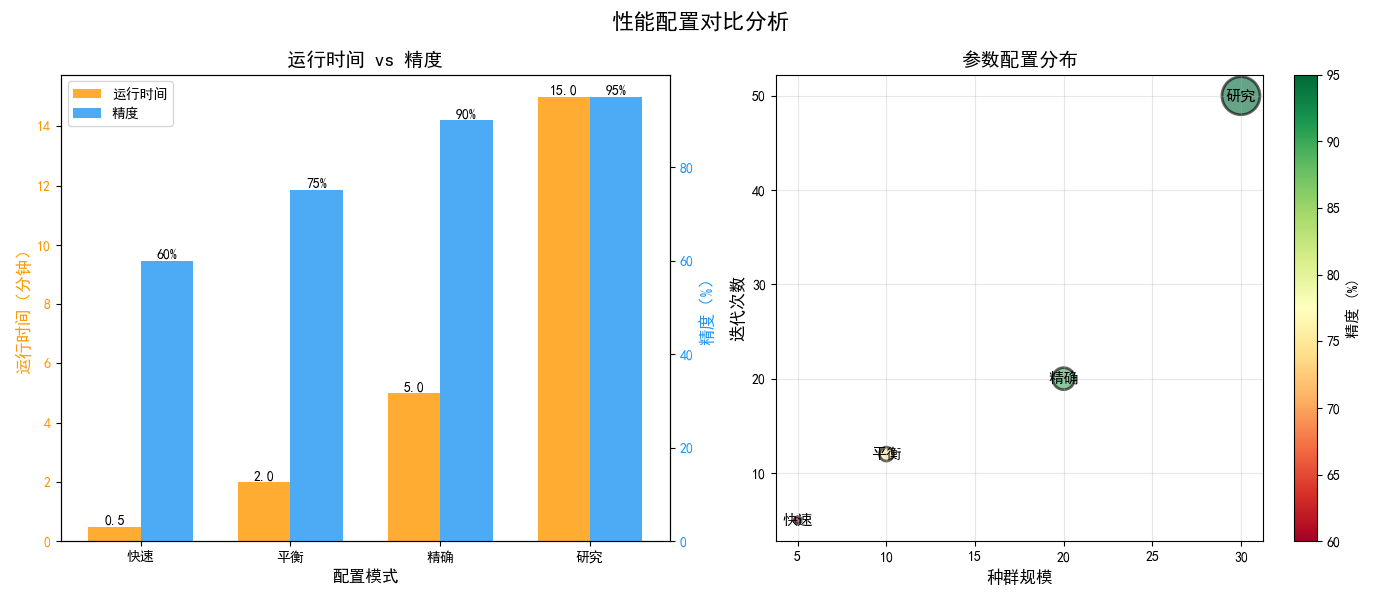 性能配置对比分析
运行时间 vs 精度
运行时间
精度
运行时间（分钟）
0
2
4
6
8
10
12
14
0.5
60%
2.0
75%
5.0
90%
15.0
95%
快速
平衡
精确
研究
配置模式
0
20
40
60
80
精度（%）
参数配置分布
迭代次数
10
20
30
40
50
快速
平衡
精确
研究
5
10
15
20
25
30
种群规模
60
65
70
75
80
85
90
95
精度（%）